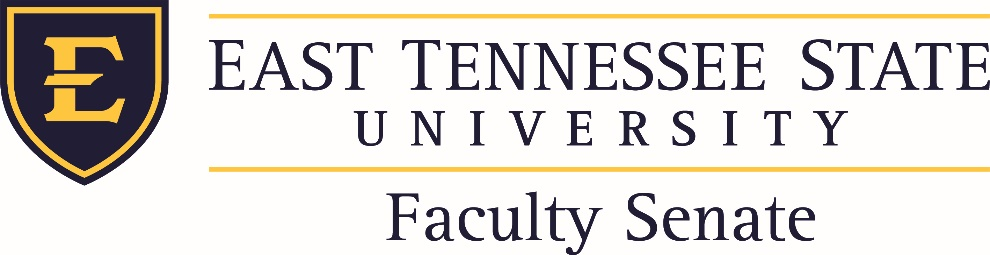 E
EAST TENNESSEE STATE
UNIVERSITY
Faculty Senate